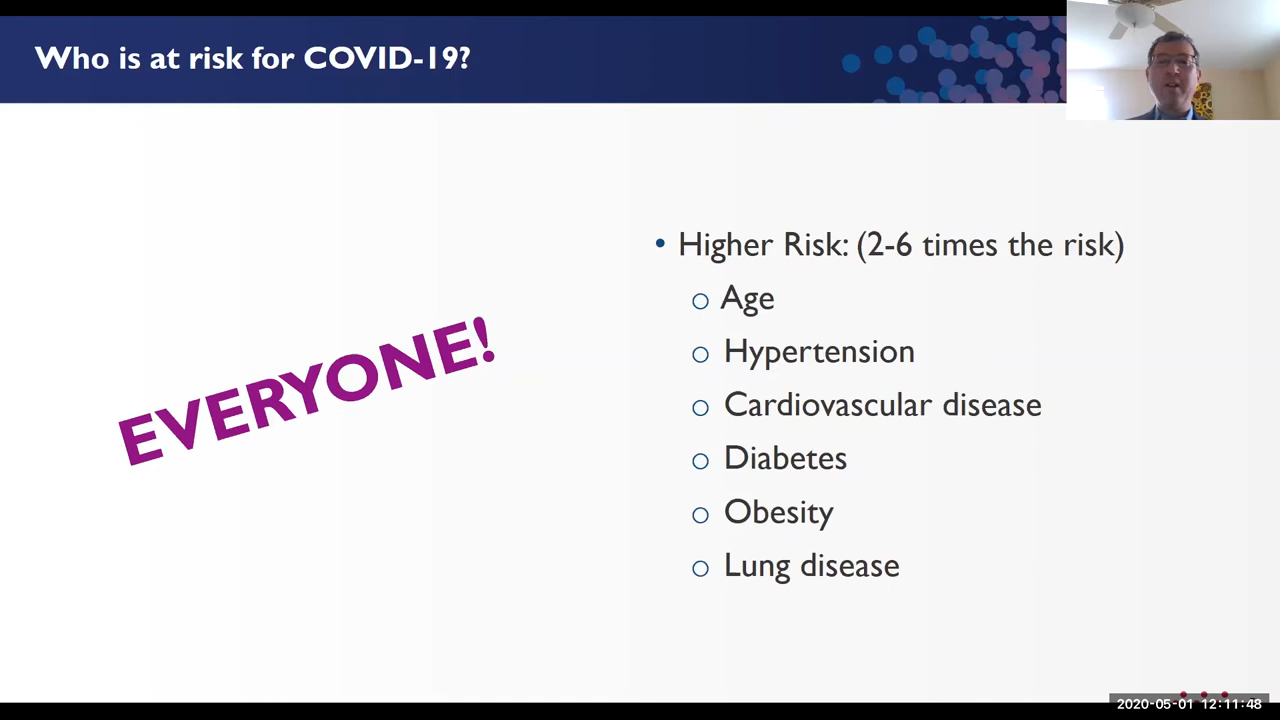 Who is at risk for COVID-19?
EVERYONE!
• Higher Risk: (2-6 times the risk)
o Age
o Hypertension
o Cardiovascular disease
o Diabetes
o Obesity
o Lung disease
2020-05-01 12:11:48